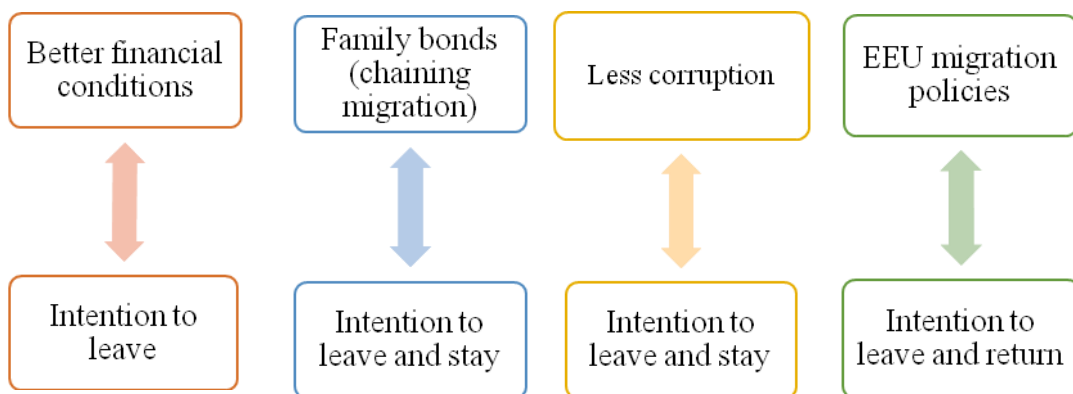 Better financial
conditions
Family bonds
(chaining
migration)
Less corruption
EEU migration
policies
Intention to
leave
Intention to
leave and stay
Intention to
leave and stay
Intention to
leave and return